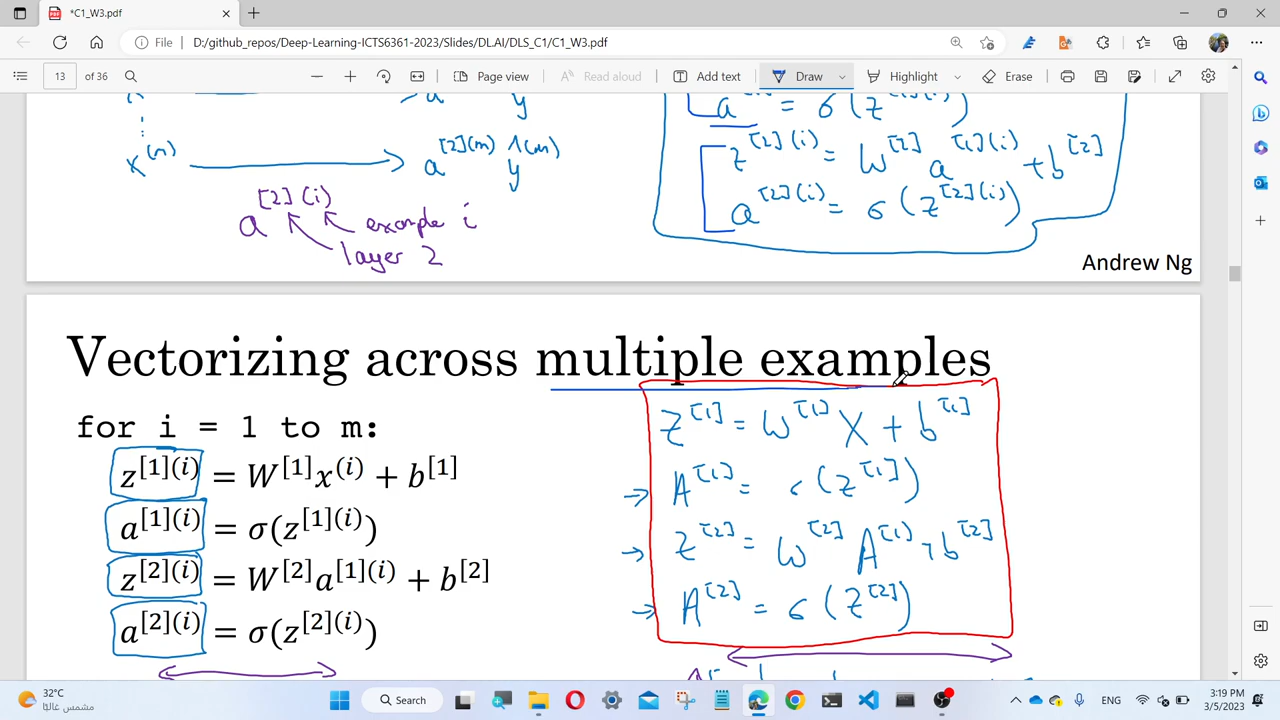 *C1_W3.pdf
File
D:/github_repos/Deep-Learning-ICTS6361-2023/Slides/DL.AI/DLS_C1/C1_W3.pdf
13 of 36
Page view
Read aloud
Add text
Draw
Highlight
Erase
a = σ(z^{[1](i)})
x^{(m)} → a^{[2](m)} ŷ^{(m)}
z^{[2](i)} = W^{[2]} a^{[1](i)} + b^{[2]}
a^{[2](i)} = σ(z^{[2](i)})
a^{[2](i)}
example i
layer 2
Andrew Ng
Vectorizing across multiple examples
for i = 1 to m:
z^{[1](i)} = W^{[1]}x^{(i)} + b^{[1]}
a^{[1](i)} = σ(z^{[1](i)})
z^{[2](i)} = W^{[2]}a^{[1](i)} + b^{[2]}
a^{[2](i)} = σ(z^{[2](i)})
Z^{[1]} = W^{[1]} X + b^{[1]}
→ A^{[1]} = σ(Z^{[1]})
→ Z^{[2]} = W^{[2]} A^{[1]} + b^{[2]}
→ A^{[2]} = σ(Z^{[2]})
32°C
مشمس غالبًا
Search
ENG
3:19 PM
3/5/2023